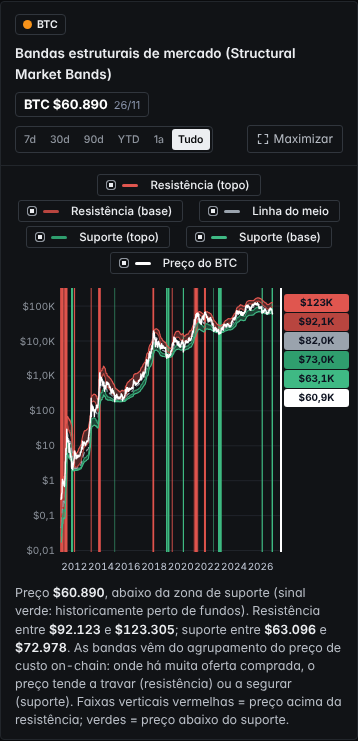 BTC
Bandas estruturais de mercado (Structural
Market Bands)
BTC $60.890 26/11
7d 30d 90d YTD 1a Tudo Maximizar
Resistência (topo)
Resistência (base) Linha do meio
Suporte (topo) Suporte (base)
Preço do BTC
$100K
$10,0K
$1,0K
$100
$10
$1
$0,1
$0,01
$123K
$92,1K
$82,0K
$73,0K
$63,1K
$60,9K
2012 2014 2016 2018 2020 2022 2024 2026
Preço $60.890, abaixo da zona de suporte (sinal
verde: historicamente perto de fundos). Resistência
entre $92.123 e $123.305; suporte entre $63.096 e
$72.978. As bandas vêm do agrupamento do preço de
custo on-chain: onde há muita oferta comprada, o
preço tende a travar (resistência) ou a segurar
(suporte). Faixas verticais vermelhas = preço acima da
resistência; verdes = preço abaixo do suporte.